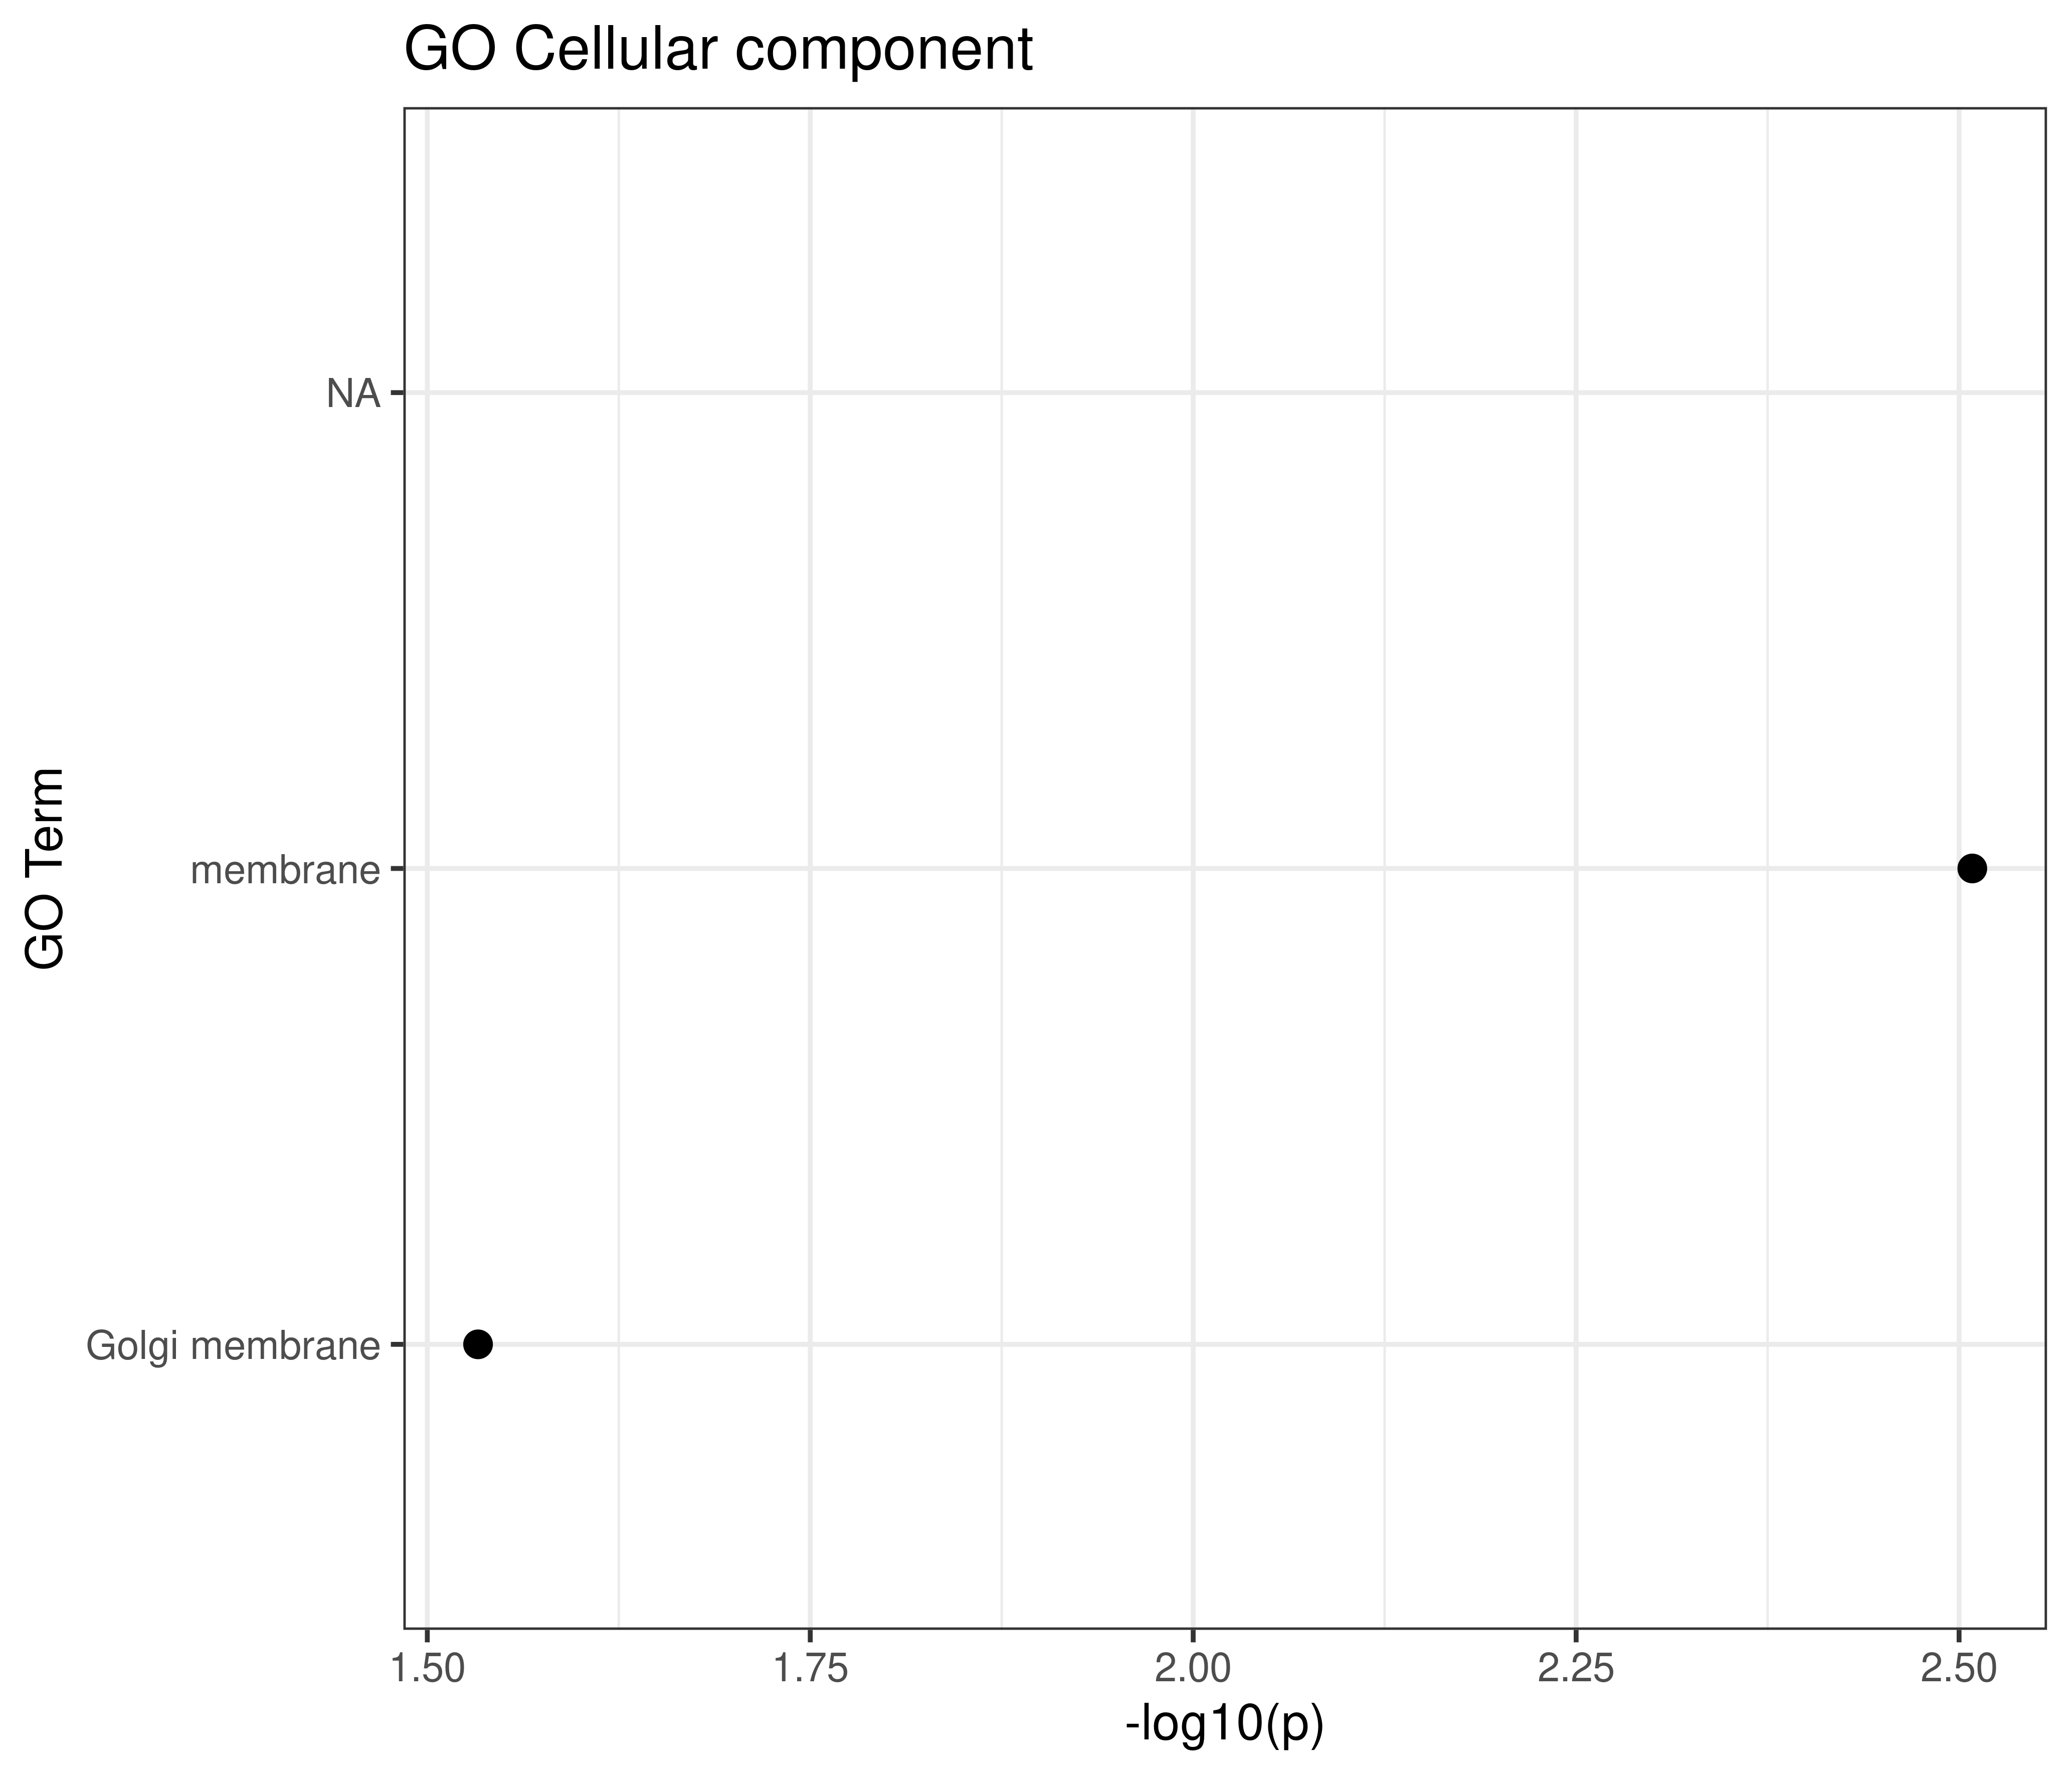 GO Cellular component
GO Term
NA
membrane
Golgi membrane
1.50 1.75 2.00 2.25 2.50
-log10(p)